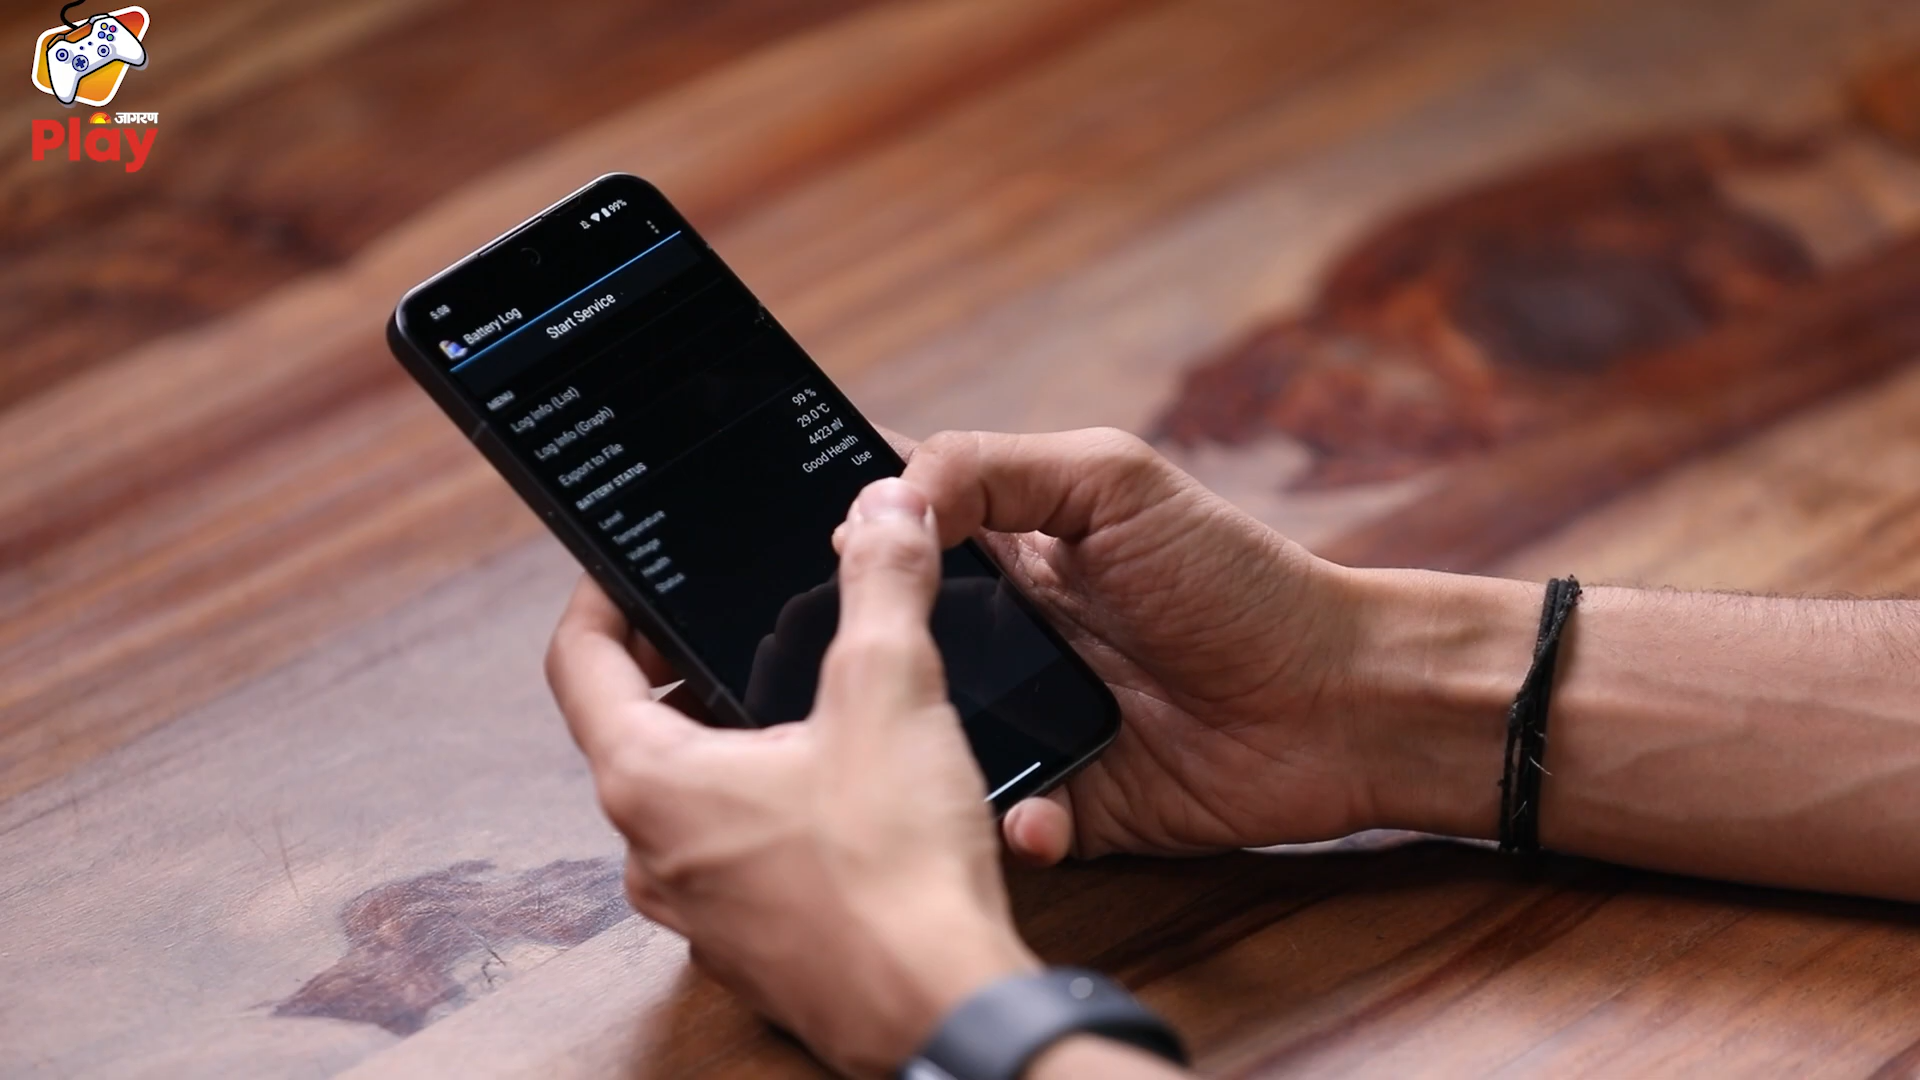 जागरण
Play
5:08
99%
Battery Log
Start Service
MENU
Log Info (List)
Log Info (Graph)
Export to File
BATTERY STATUS
Level 99 %
Temperature 29.0 °C
Voltage 4423 mV
Health Good Health
Status Use